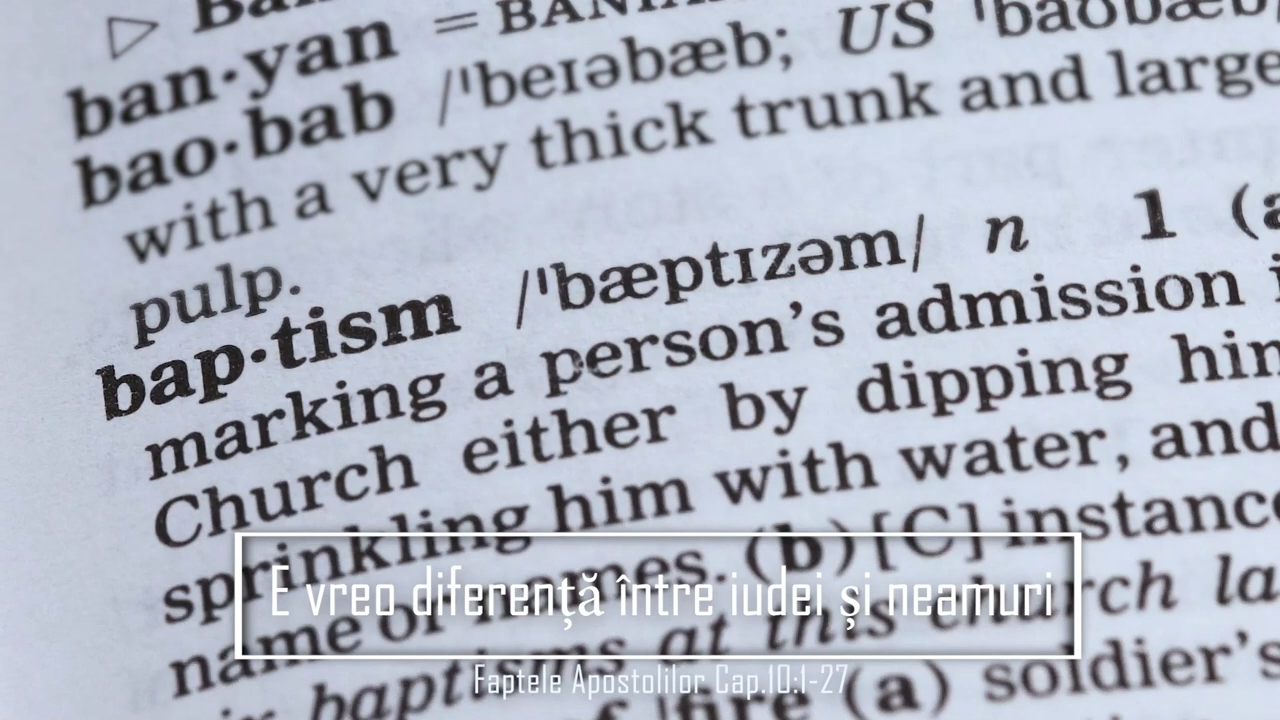 ban·yan = BANIAN
bao·bab /ˈbeɪəbæb; US ˈbaʊbæb
with a very thick trunk and large
pulp.
bap·tism /ˈbæptɪzəm/ n 1 (a
marking a person's admission i
Church either by dipping him
sprinkling him with water, and
name or names. (b) [C] instance
baptisms at this church la
fire (a) soldier's
E vreo diferență între iudei și neamuri
Faptele Apostolilor Cap.10:1-27